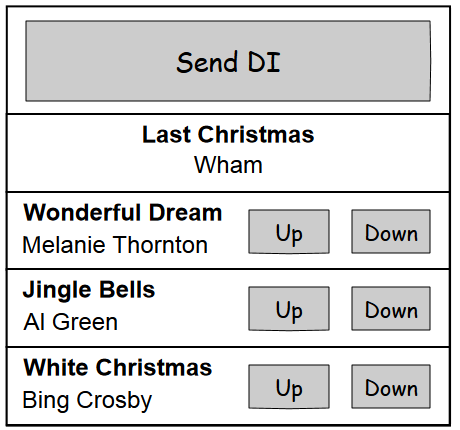 Send DI
Last Christmas
Wham
Wonderful Dream
Melanie Thornton
Up
Down
Jingle Bells
Al Green
Up
Down
White Christmas
Bing Crosby
Up
Down